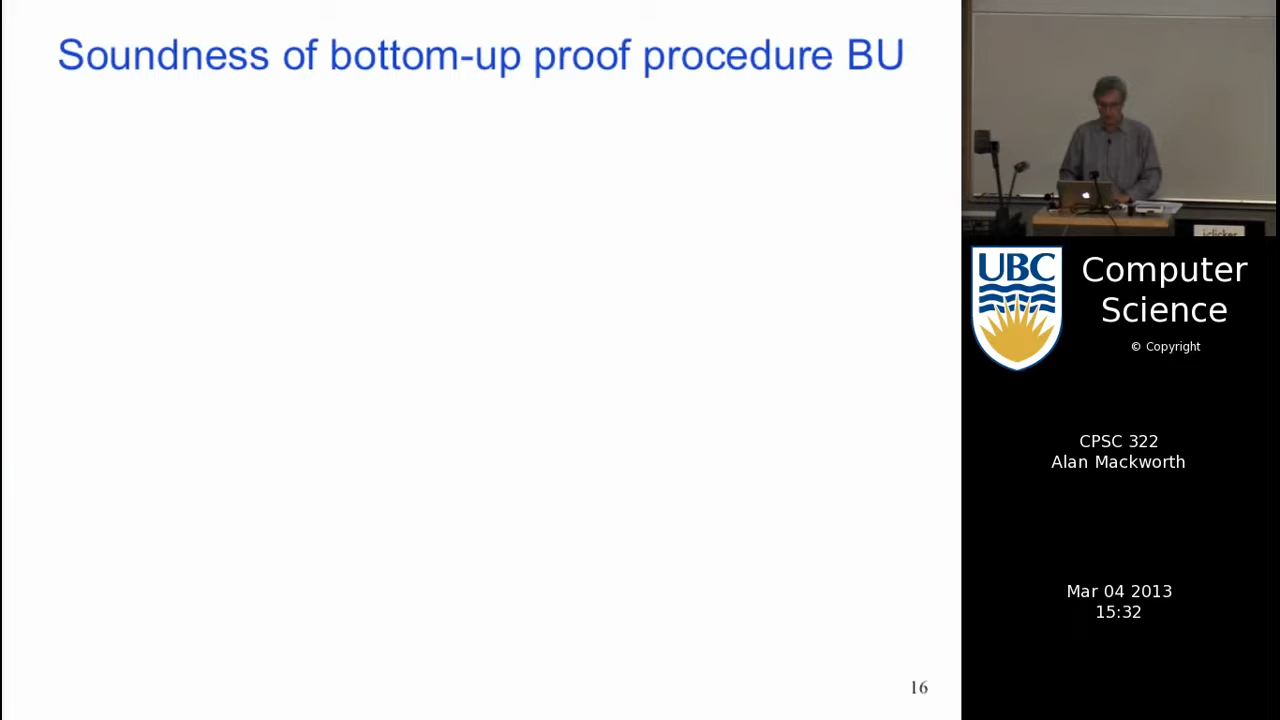 Soundness of bottom-up proof procedure BU
16
i-clicker
UBC
Computer
Science
© Copyright
CPSC 322
Alan Mackworth
Mar 04 2013
15:32